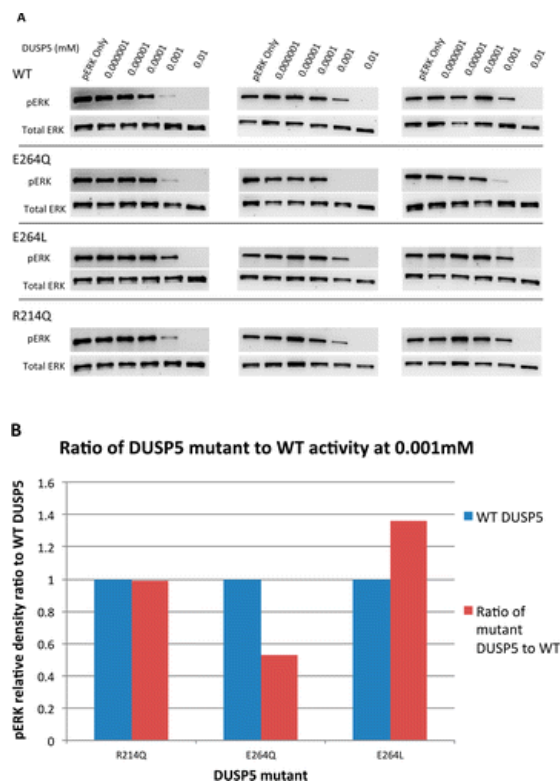 A
DUSP5 (mM) pERK Only 0.000001 0.00001 0.0001 0.001 0.01 pERK Only 0.000001 0.00001 0.0001 0.001 0.01 pERK Only 0.000001 0.00001 0.0001 0.001 0.01
WT
pERK
Total ERK
E264Q
pERK
Total ERK
E264L
pERK
Total ERK
R214Q
pERK
Total ERK
B
Ratio of DUSP5 mutant to WT activity at 0.001mM
pERK relative density ratio to WT DUSP5
1.6
1.4
1.2
1
0.8
0.6
0.4
0.2
0
R214Q E264Q E264L
DUSP5 mutant
WT DUSP5
Ratio of
mutant
DUSP5 to WT